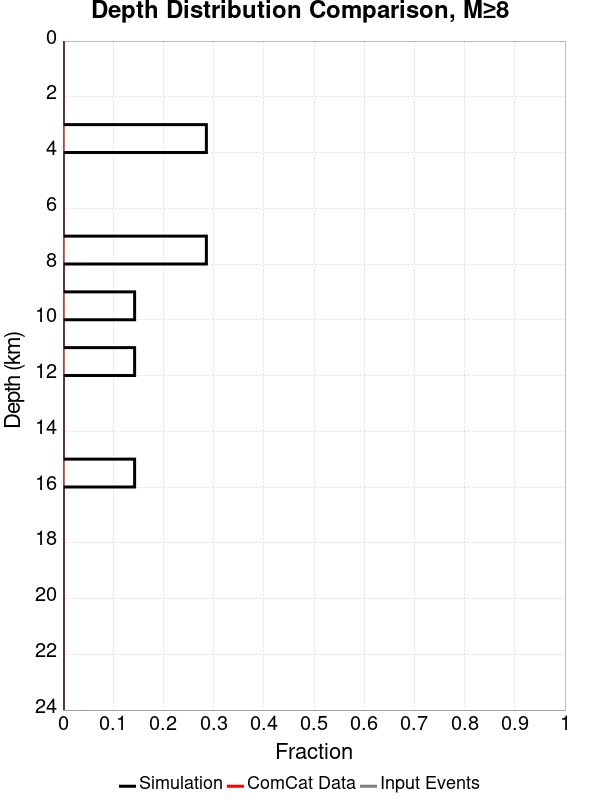 Depth Distribution Comparison, M≥8
0
2
4
6
8
10
12
14
16
18
20
22
24
Depth (km)
0 0.1 0.2 0.3 0.4 0.5 0.6 0.7 0.8 0.9 1
Fraction
Simulation ComCat Data Input Events